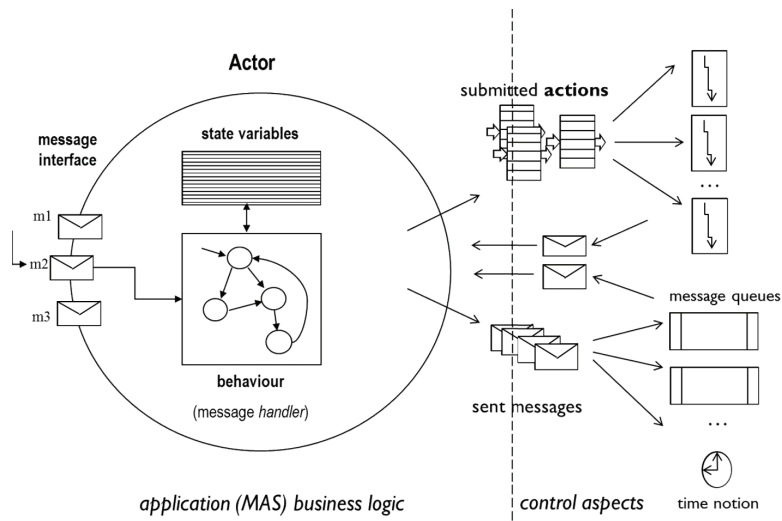 Actor
submitted actions
message
interface
state variables
m1
m2
m3
...
message queues
behaviour
(message handler)
sent messages
...
time notion
application (MAS) business logic
control aspects